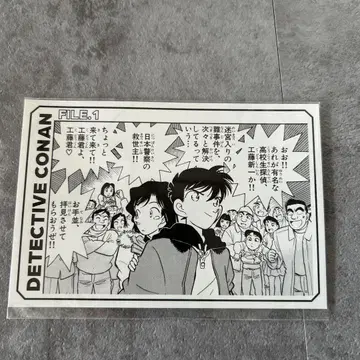 FILE.1
DETECTIVE CONAN
おお!!
あれが有名な
高校生探偵、
工藤新一か!!
迷宮入りの
難事件を、
次々と解決
してるって
いう!
日本警察の
救世主!!
ちょっと
来て来て!!
工藤君よ、
工藤君♡
お手並、
拝見させて
もらおうぜ!!